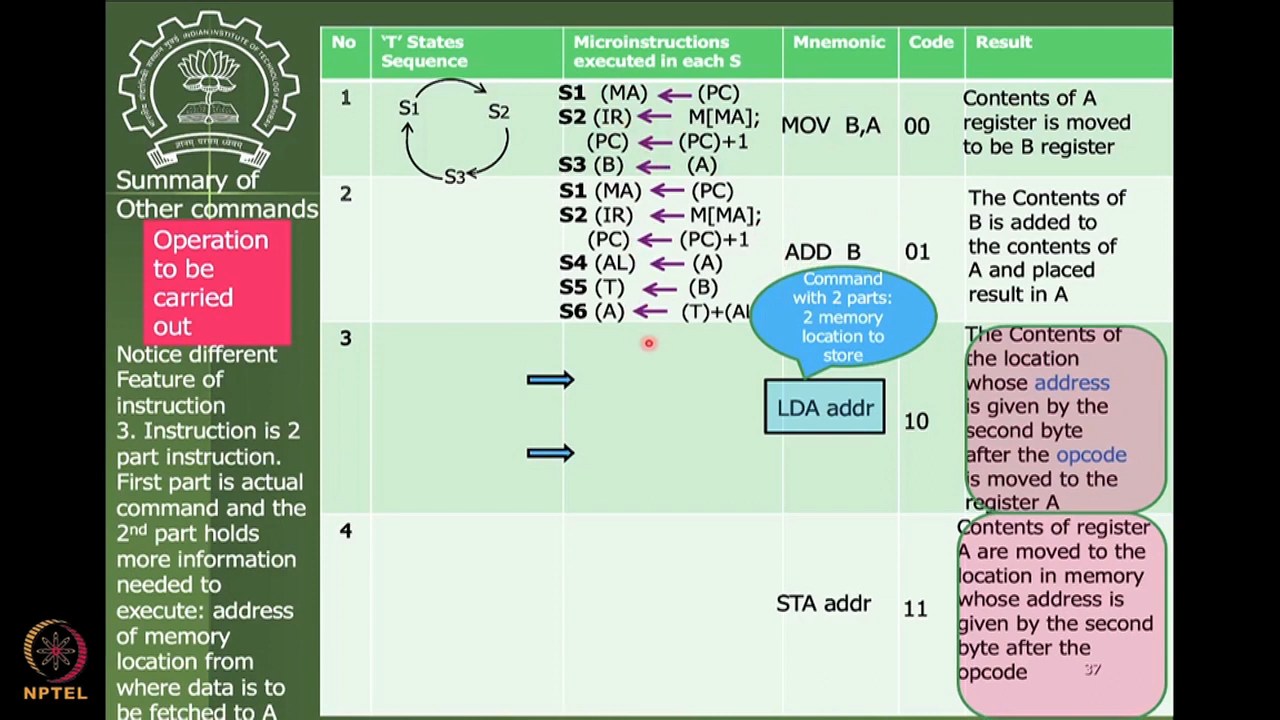 INDIAN INSTITUTE OF TECHNOLOGY BOMBAY
ज्ञानम् परमम् ध्येयम्
Summary of
Other commands
Operation
to be
carried
out
Notice different
Feature of
instruction
3. Instruction is 2
part instruction.
First part is actual
command and the
2nd part holds
more information
needed to
execute: address
of memory
location from
where data is to
be fetched to A
NPTEL
No
‘T’ States
Sequence
Microinstructions
executed in each S
Mnemonic
Code
Result
1
S1
S2
S3
S1 (MA) ← (PC)
S2 (IR) ← M[MA];
(PC) ← (PC)+1
S3 (B) ← (A)
MOV B,A
00
Contents of A
register is moved
to be B register
2
S1 (MA) ← (PC)
S2 (IR) ← M[MA];
(PC) ← (PC)+1
S4 (AL) ← (A)
S5 (T) ← (B)
S6 (A) ← (T)+(Al
ADD B
01
The Contents of
B is added to
the contents of
A and placed
result in A
Command
with 2 parts:
2 memory
location to
store
3
LDA addr
10
The Contents of
the location
whose address
is given by the
second byte
after the opcode
is moved to the
register A
4
STA addr
11
Contents of register
A are moved to the
location in memory
whose address is
given by the second
byte after the
opcode
37